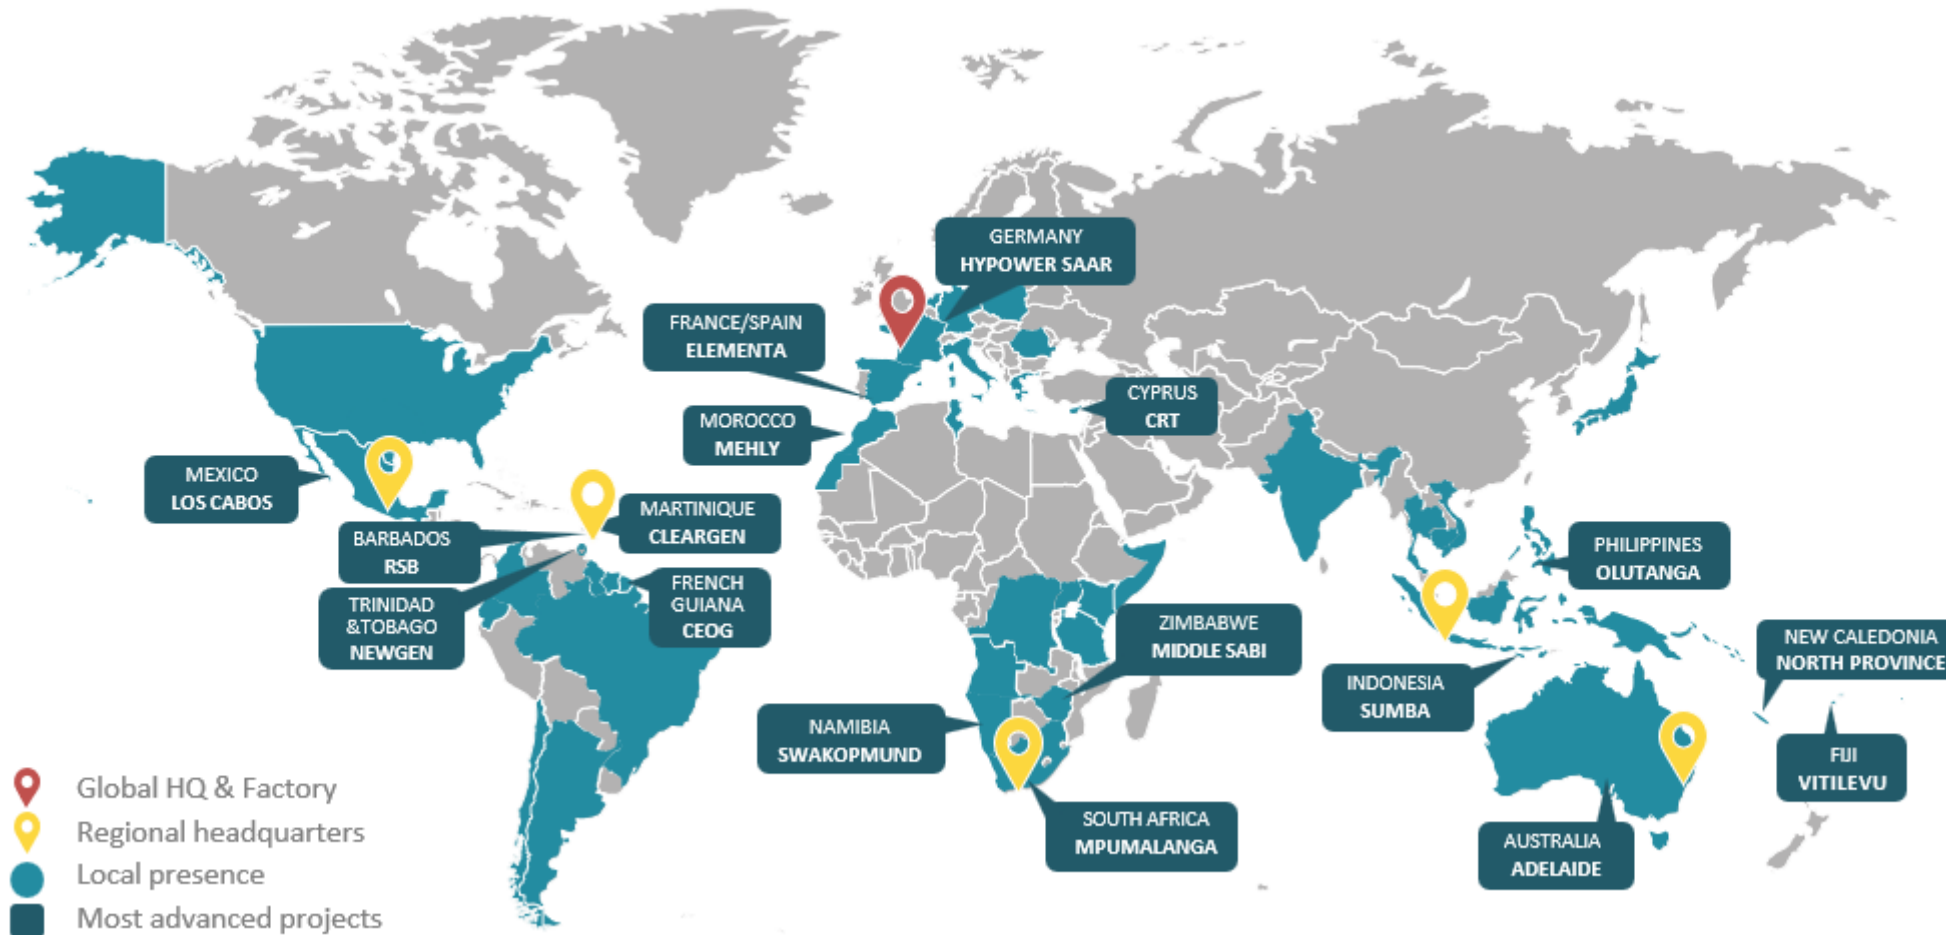 GERMANY
HYPOWER SAAR
FRANCE/SPAIN
ELEMENTA
CYPRUS
CRT
MOROCCO
MEHLY
MEXICO
LOS CABOS
MARTINIQUE
CLEARGEN
BARBADOS
RSB
FRENCH
GUIANA
CEOG
TRINIDAD
&TOBAGO
NEWGEN
PHILIPPINES
OLUTANGA
ZIMBABWE
MIDDLE SABI
NEW CALEDONIA
NORTH PROVINCE
INDONESIA
SUMBA
NAMIBIA
SWAKOPMUND
FIJI
VITILEVU
SOUTH AFRICA
MPUMALANGA
AUSTRALIA
ADELAIDE
Global HQ & Factory
Regional headquarters
Local presence
Most advanced projects